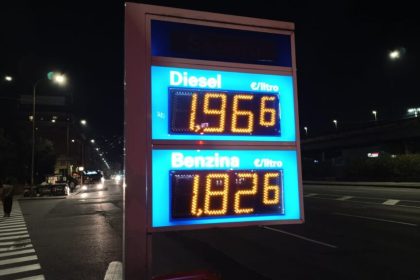 Diesel €/litro
1,966
Benzina €/litro
1,826